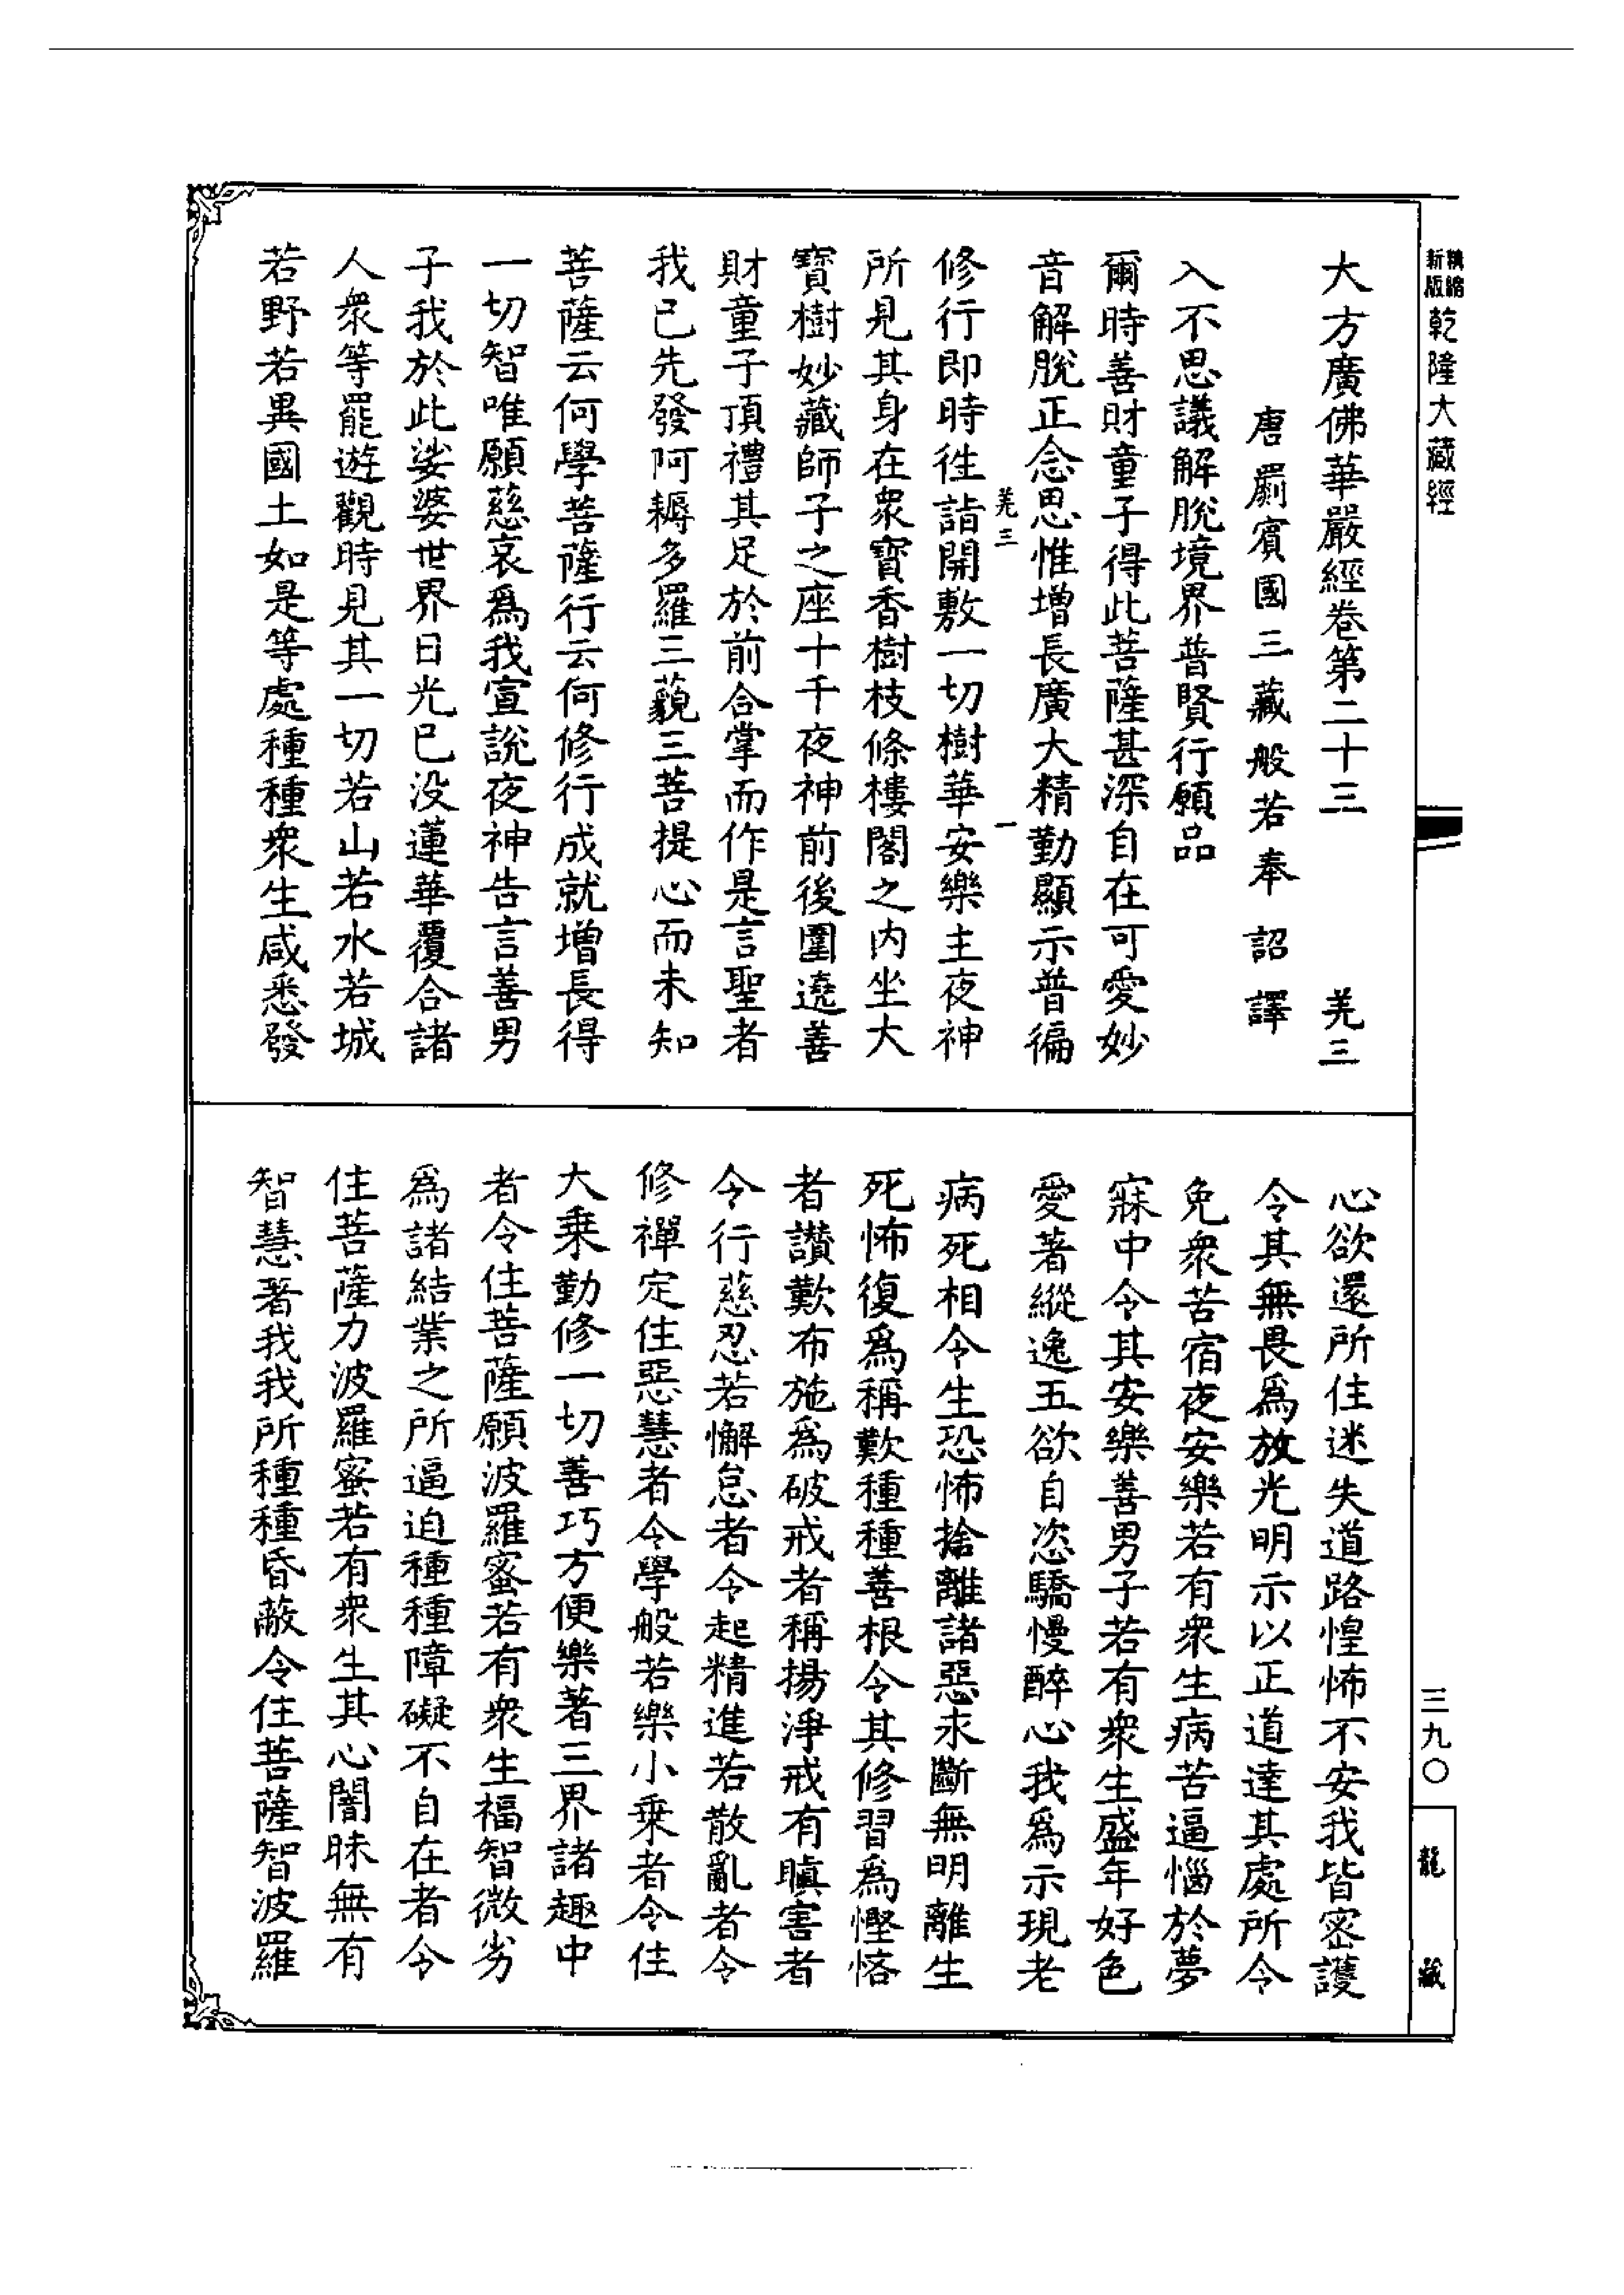 新版
精縮
乾隆大藏經
大方廣佛華嚴經卷第二十三 羌三
唐罽賓國三藏般若奉 詔譯
入不思議解脫境界普賢行願品
爾時善財童子得此菩薩甚深自在可愛妙
音解脫正念思惟增長廣大精勤顯示普徧
羌三 一
修行即時徃詣開敷一切樹華安樂主夜神
所見其身在衆寶香樹枝條樓閣之内坐大
寶樹妙藏師子之座十千夜神前後圍遶善
財童子頂禮其足於前合掌而作是言聖者
我已先發阿耨多羅三藐三菩提心而未知
菩薩云何學菩薩行云何修行成就增長得
一切智唯願慈哀爲我宣說夜神告言善男
子我於此娑婆世界日光已没蓮華覆合諸
人衆等罷遊觀時見其一切若山若水若城
若野若異國土如是等處種種衆生咸悉發
心欲還所住迷失道路惶怖不安我皆密護
令其無畏爲放光明示以正道達其處所令
免衆苦宿夜安樂若有衆生病苦逼惱於夢
寐中令其安樂善男子若有衆生盛年好色
愛著縱逸五欲自恣驕慢醉心我爲示現老
病死相令生恐怖捨離諸惡永斷無明離生
死怖復爲稱歎種種善根令其修習爲慳悋
者讚歎布施爲破戒者稱揚淨戒有瞋害者
令行慈忍若懈怠者令起精進若散亂者令
修禪定住惡慧者令學般若樂小乗者令住
大乗勤修一切善巧方便樂著三界諸趣中
者令住菩薩願波羅蜜若有衆生福智微劣
爲諸結業之所逼迫種種障礙不自在者令
住菩薩力波羅蜜若有衆生其心闇昧無有
智慧著我我所種種昏蔽令住菩薩智波羅
三九〇
龍藏